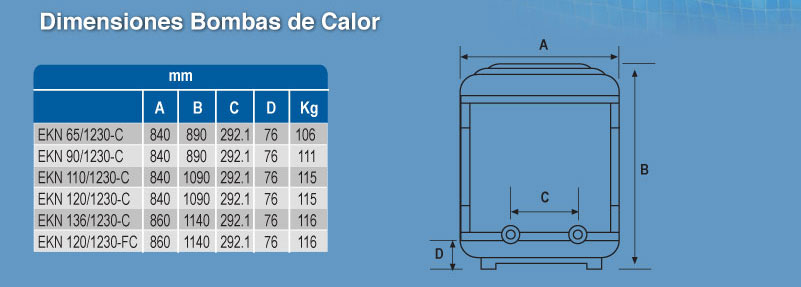 Dimensiones Bombas de Calor
mm
A B C D Kg
EKN 65/1230-C 840 890 292.1 76 106
EKN 90/1230-C 840 890 292.1 76 111
EKN 110/1230-C 840 1090 292.1 76 115
EKN 120/1230-C 840 1090 292.1 76 115
EKN 136/1230-C 860 1140 292.1 76 116
EKN 120/1230-FC 860 1140 292.1 76 116
A
B
C
D